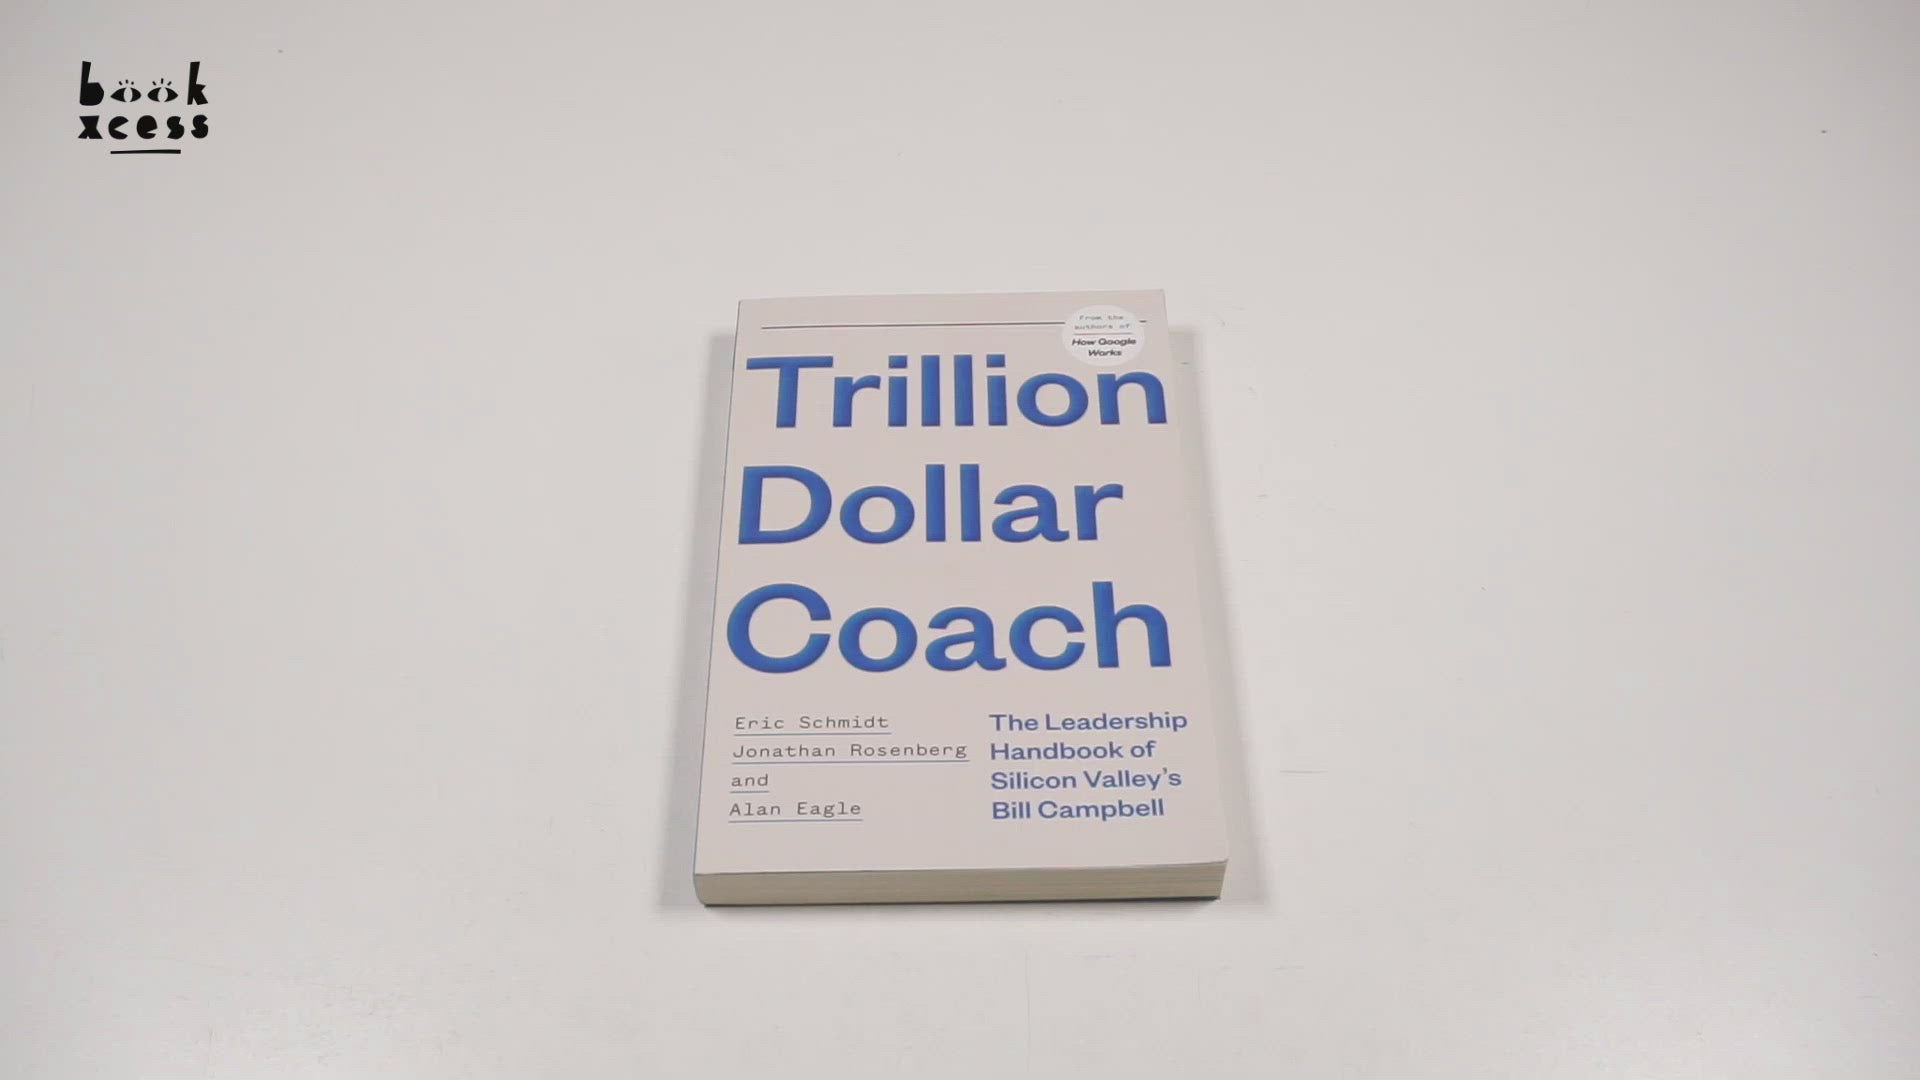 book
xcess
From the
authors of
How Google
Works
Trillion
Dollar
Coach
Eric Schmidt
Jonathan Rosenberg
and
Alan Eagle
The Leadership
Handbook of
Silicon Valley's
Bill Campbell